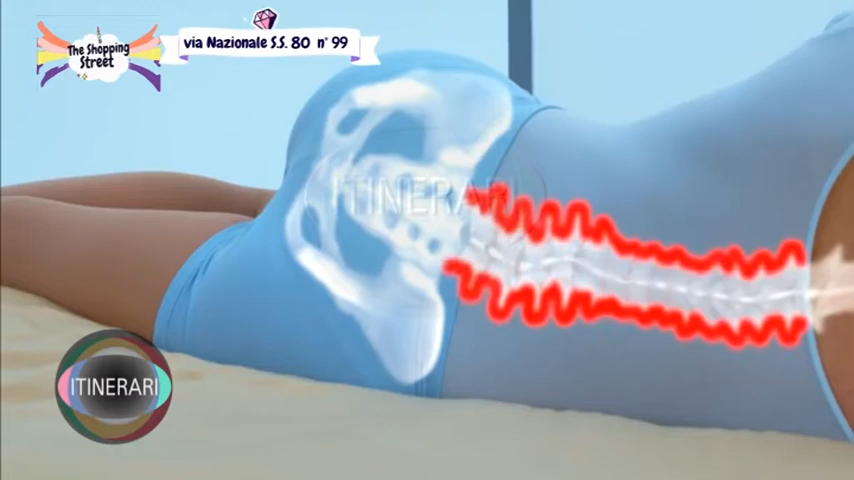 The Shopping
Street
via Nazionale S.S. 80 n° 99
ITINERARI
ITINERARI